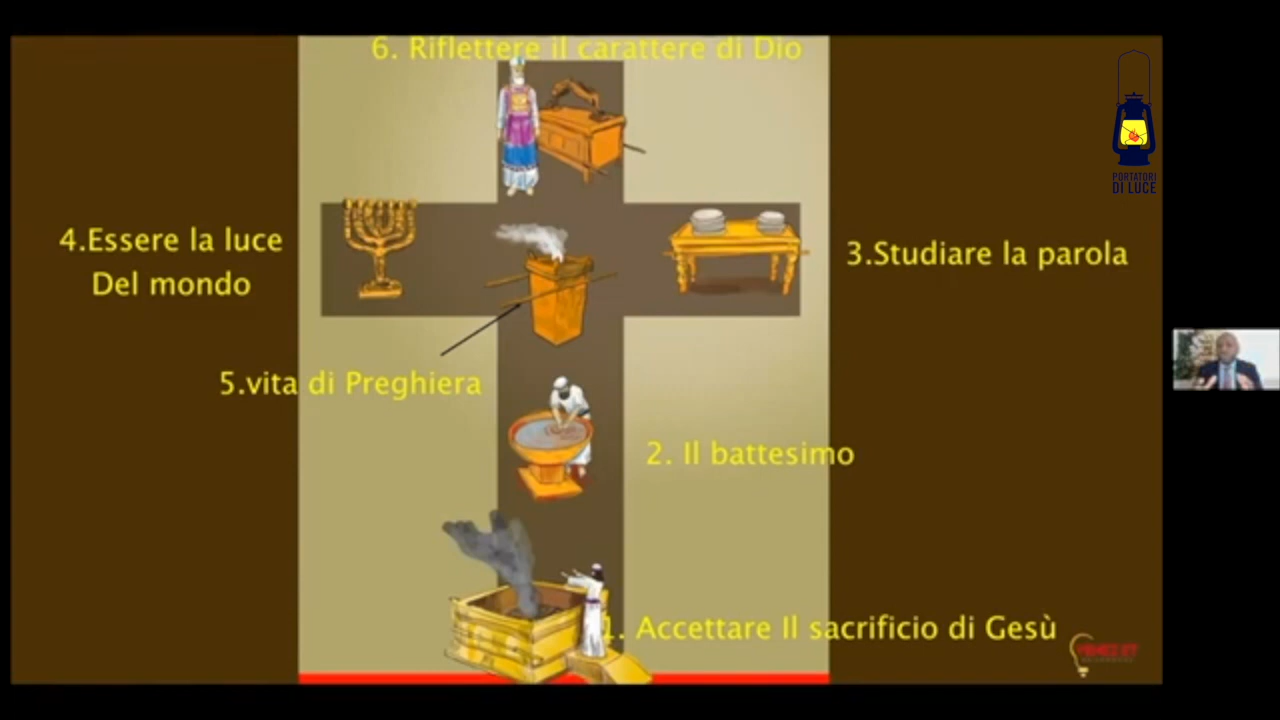 6. Riflettere il carattere di Dio
PORTATORI
DI LUCE
4.Essere la luce
Del mondo
3.Studiare la parola
5.vita di Preghiera
2. Il battesimo
1. Accettare Il sacrificio di Gesù